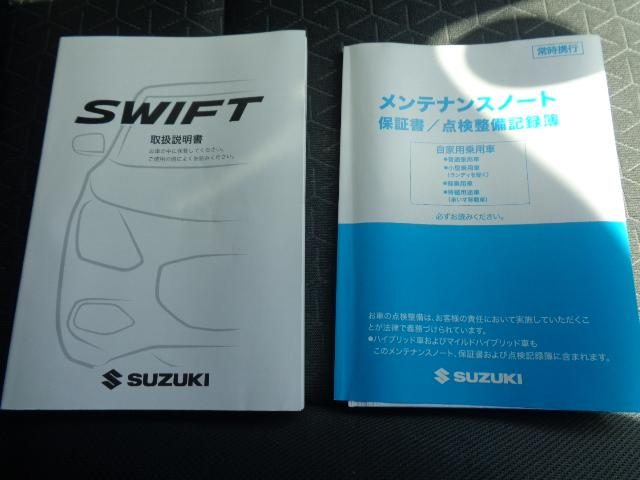 SWIFT
取扱説明書
お車の中に保管してください。
ご使用の前によくお読みください。
SUZUKI
常時携行
メンテナンスノート
保証書／点検整備記録簿
自家用乗用車
●普通乗用車
●小型乗用車
(ランディを除く)
●軽乗用車
●特種用途車
(車いす移動車)
必ずお読みください。
お車の点検整備は、お客様の責任において実施していただくこ
とが法律で義務づけられています。
●ハイブリッド車およびマイルドハイブリッド車も
このメンテナンスノート、保証書および点検記録簿に含まれます。
SUZUKI